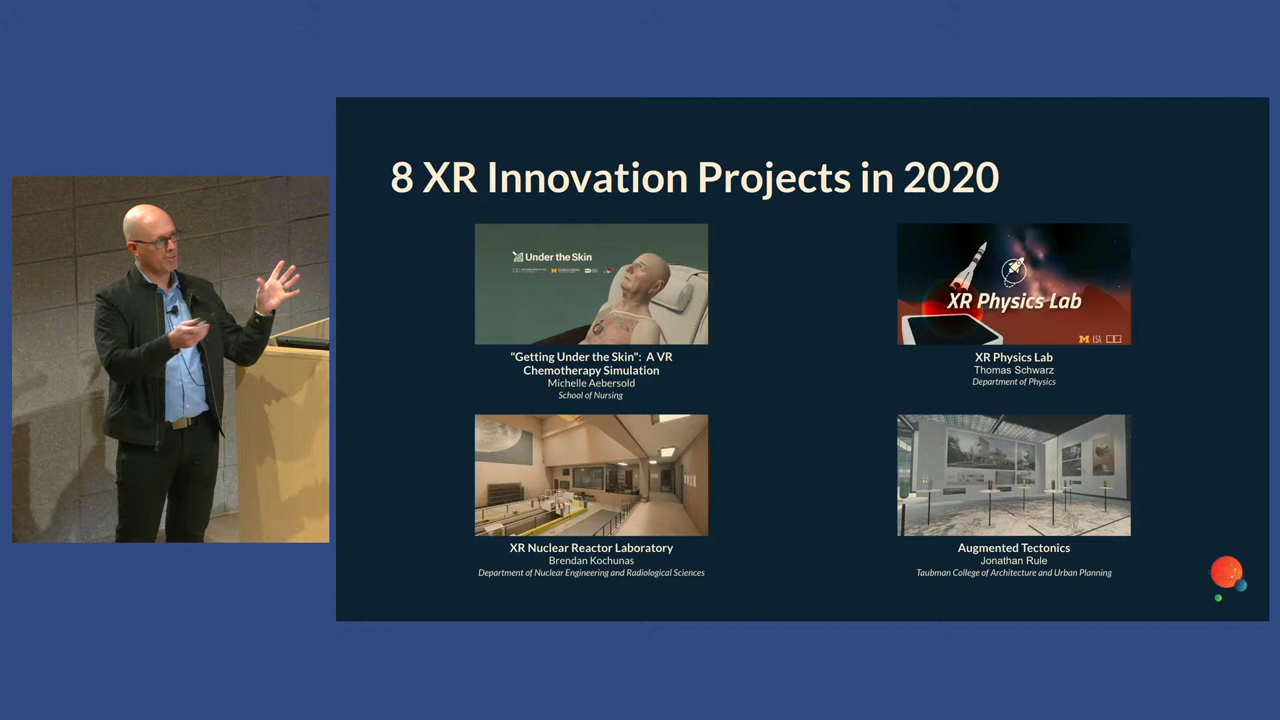 8 XR Innovation Projects in 2020
Under the Skin
XR Physics Lab
M LSA
"Getting Under the Skin": A VR
Chemotherapy Simulation
Michelle Aebersold
School of Nursing
XR Physics Lab
Thomas Schwarz
Department of Physics
XR Nuclear Reactor Laboratory
Brendan Kochunas
Department of Nuclear Engineering and Radiological Sciences
Augmented Tectonics
Jonathan Rule
Taubman College of Architecture and Urban Planning